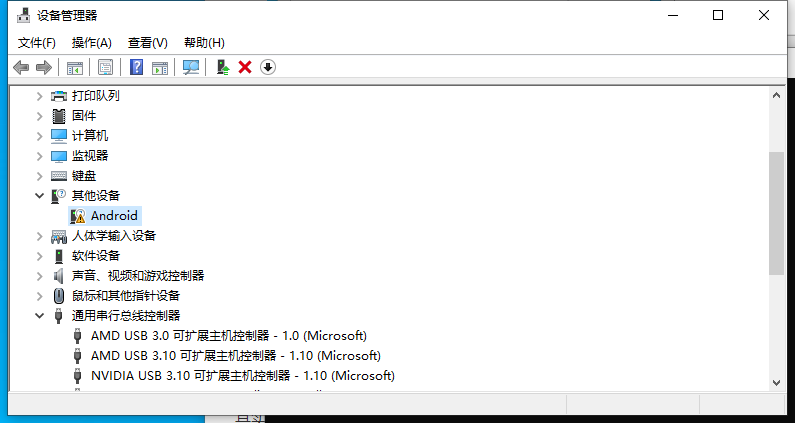 设备管理器
文件(F) 操作(A) 查看(V) 帮助(H)
打印队列
固件
计算机
监视器
键盘
其他设备
Android
人体学输入设备
软件设备
声音、视频和游戏控制器
鼠标和其他指针设备
通用串行总线控制器
AMD USB 3.0 可扩展主机控制器 - 1.0 (Microsoft)
AMD USB 3.10 可扩展主机控制器 - 1.10 (Microsoft)
NVIDIA USB 3.10 可扩展主机控制器 - 1.10 (Microsoft)